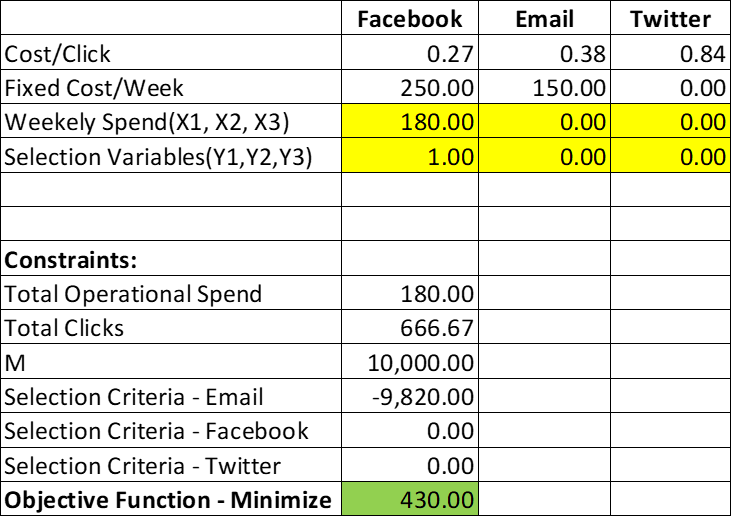 Facebook Email Twitter
Cost/Click 0.27 0.38 0.84
Fixed Cost/Week 250.00 150.00 0.00
Weekely Spend(X1, X2, X3) 180.00 0.00 0.00
Selection Variables(Y1,Y2,Y3) 1.00 0.00 0.00
Constraints:
Total Operational Spend 180.00
Total Clicks 666.67
M 10,000.00
Selection Criteria - Email -9,820.00
Selection Criteria - Facebook 0.00
Selection Criteria - Twitter 0.00
Objective Function - Minimize 430.00